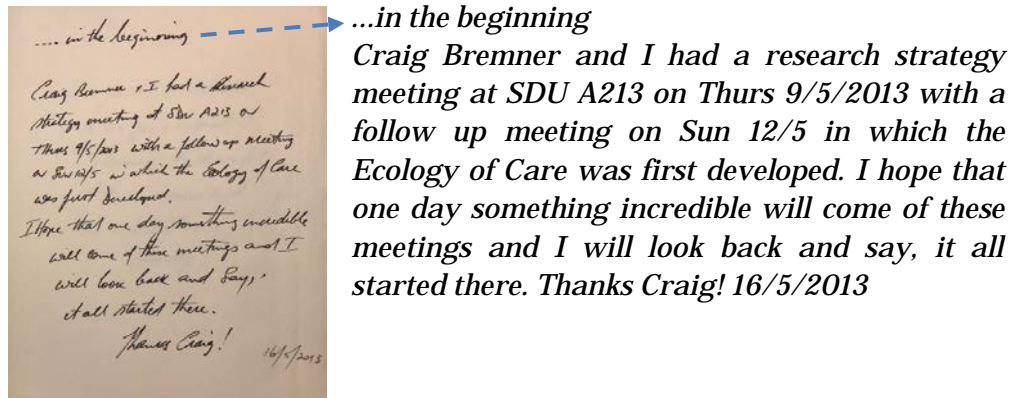 .... in the beginning
Craig Bremner & I had a Research
strategy meeting at SDU A213 on
Thurs 9/5/2013 with a follow up meeting
on Sun 12/5 in which the Ecology of Care
was first developed.
I hope that one day something incredible
will come of these meetings and I
will look back and say,
it all started there.
Thanks Craig!
16/5/2013
...in the beginning
Craig Bremner and I had a research strategy
meeting at SDU A213 on Thurs 9/5/2013 with a
follow up meeting on Sun 12/5 in which the
Ecology of Care was first developed. I hope that
one day something incredible will come of these
meetings and I will look back and say, it all
started there. Thanks Craig! 16/5/2013